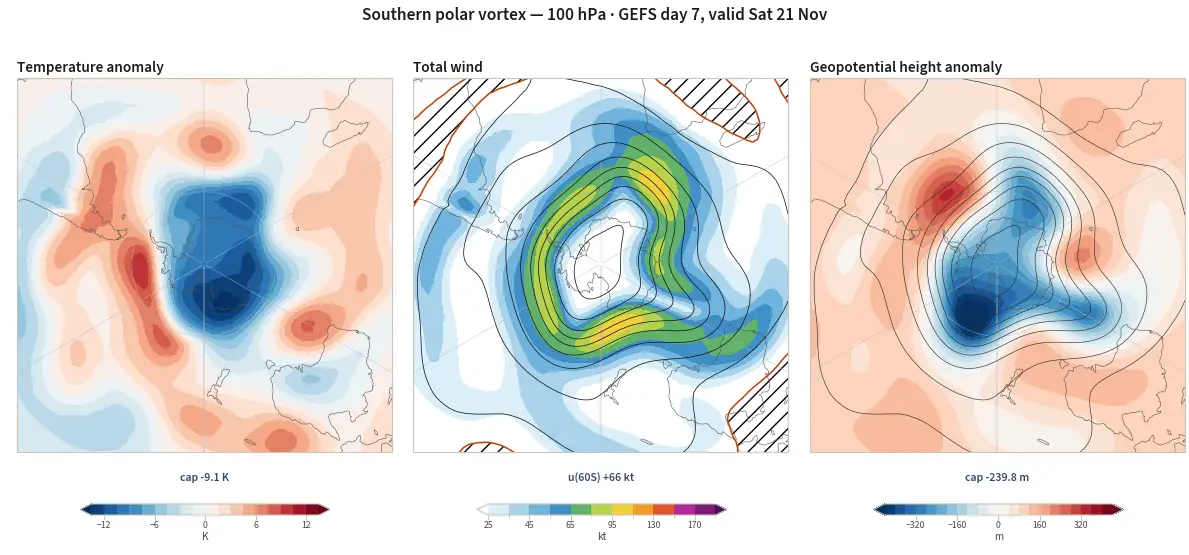 Southern polar vortex — 100 hPa · GEFS day 7, valid Sat 21 Nov
Temperature anomaly
Total wind
Geopotential height anomaly
cap -9.1 K
u(60S) +66 kt
cap -239.8 m
−12 −6 0 6 12
K
25 45 65 95 130 170
kt
−320 −160 0 160 320
m